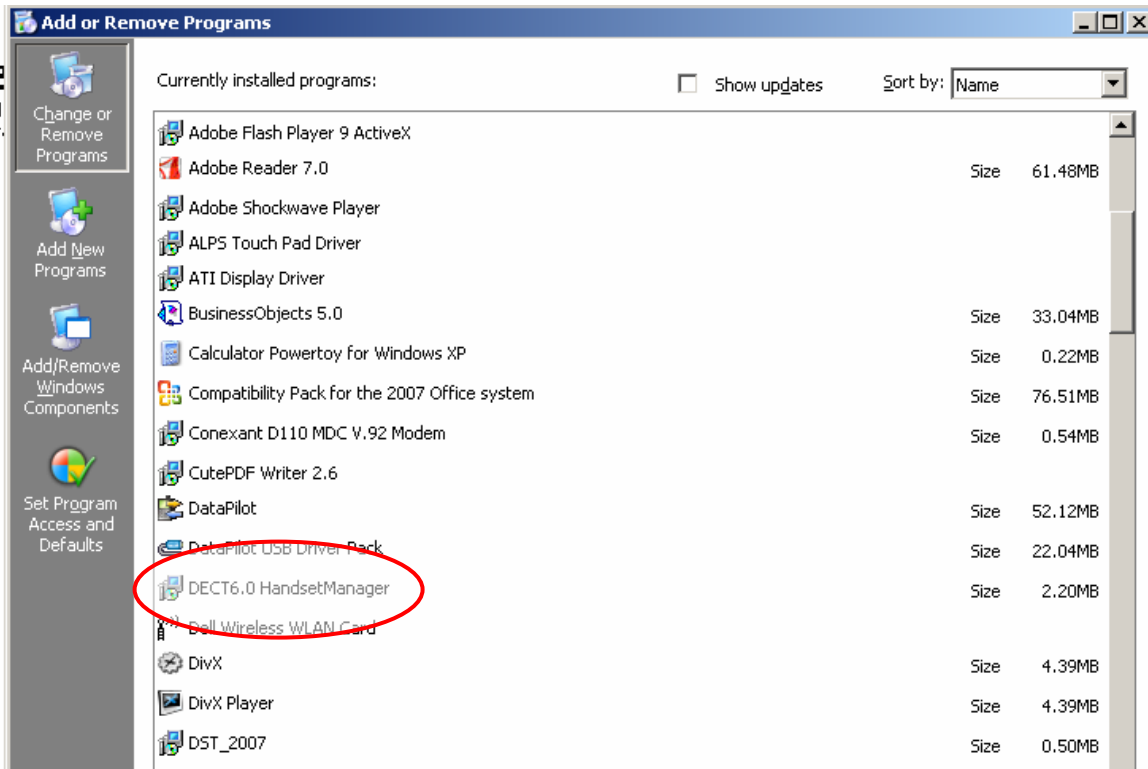 Add or Remove Programs
Change or
Remove
Programs
Add New
Programs
Add/Remove
Windows
Components
Set Program
Access and
Defaults
Currently installed programs: Show updates Sort by: Name
Adobe Flash Player 9 ActiveX
Adobe Reader 7.0 Size 61.48MB
Adobe Shockwave Player
ALPS Touch Pad Driver
ATI Display Driver
BusinessObjects 5.0 Size 33.04MB
Calculator Powertoy for Windows XP Size 0.22MB
Compatibility Pack for the 2007 Office system Size 76.51MB
Conexant D110 MDC V.92 Modem Size 0.54MB
CutePDF Writer 2.6
DataPilot Size 52.12MB
DataPilot USB Driver Pack Size 22.04MB
DECT6.0 HandsetManager Size 2.20MB
Dell Wireless WLAN Card
DivX Size 4.39MB
DivX Player Size 4.39MB
DST_2007 Size 0.50MB